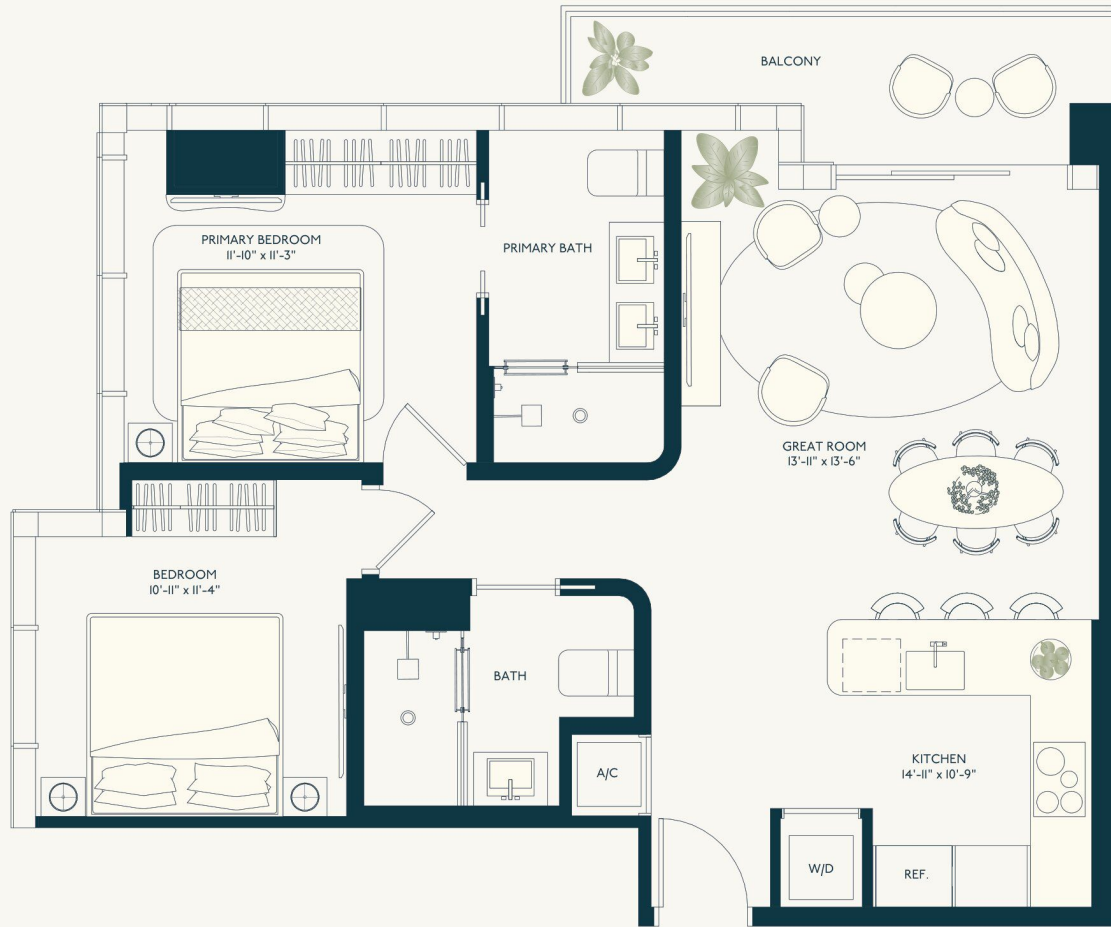 BALCONY
PRIMARY BEDROOM
11'-10" x 11'-3"
PRIMARY BATH
GREAT ROOM
13'-11" x 13'-6"
BEDROOM
10'-11" x 11'-4"
BATH
A/C
KITCHEN
14'-11" x 10'-9"
W/D
REF.